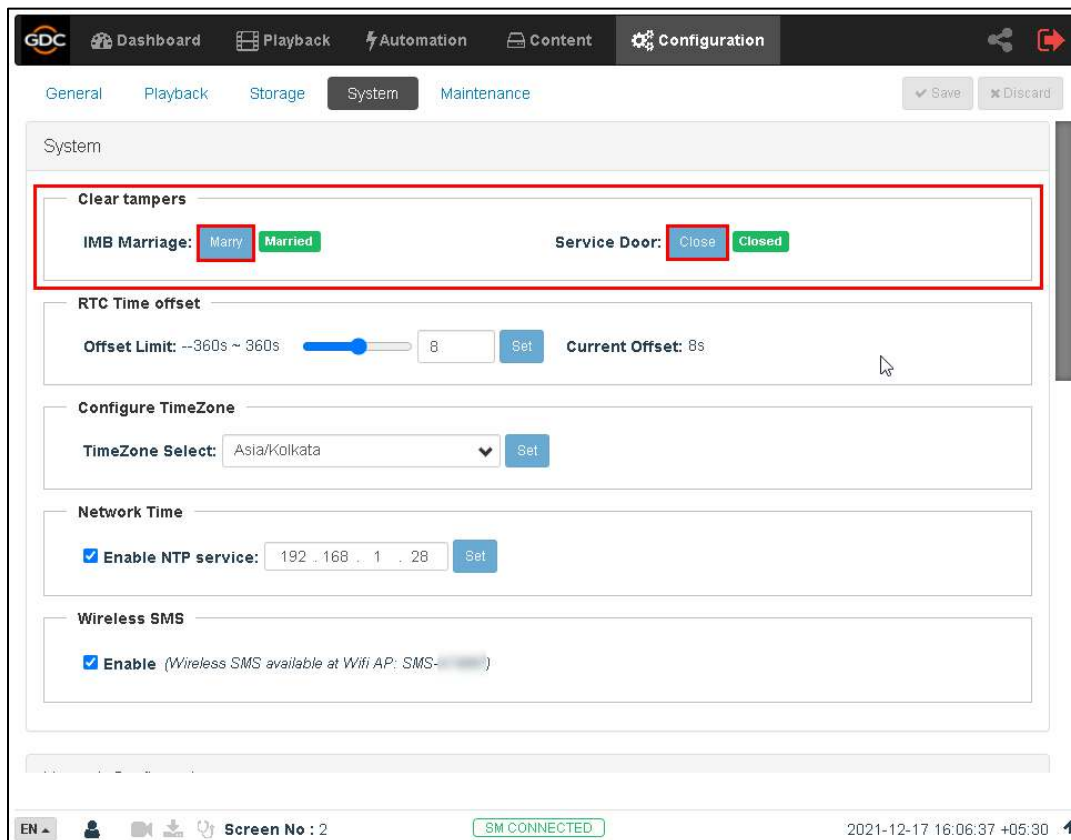 GDC Dashboard Playback Automation Content Configuration
General Playback Storage System Maintenance Save Discard
System
Clear tampers
IMB Marriage: Marry Married Service Door: Close Closed
RTC Time offset
Offset Limit: --360s ~ 360s 8 Set Current Offset: 8s
Configure TimeZone
TimeZone Select: Asia/Kolkata Set
Network Time
Enable NTP service: 192 . 168 . 1 . 28 Set
Wireless SMS
Enable (Wireless SMS available at Wifi AP: SMS- )
EN Screen No : 2 SM CONNECTED 2021-12-17 16:06:37 +05:30